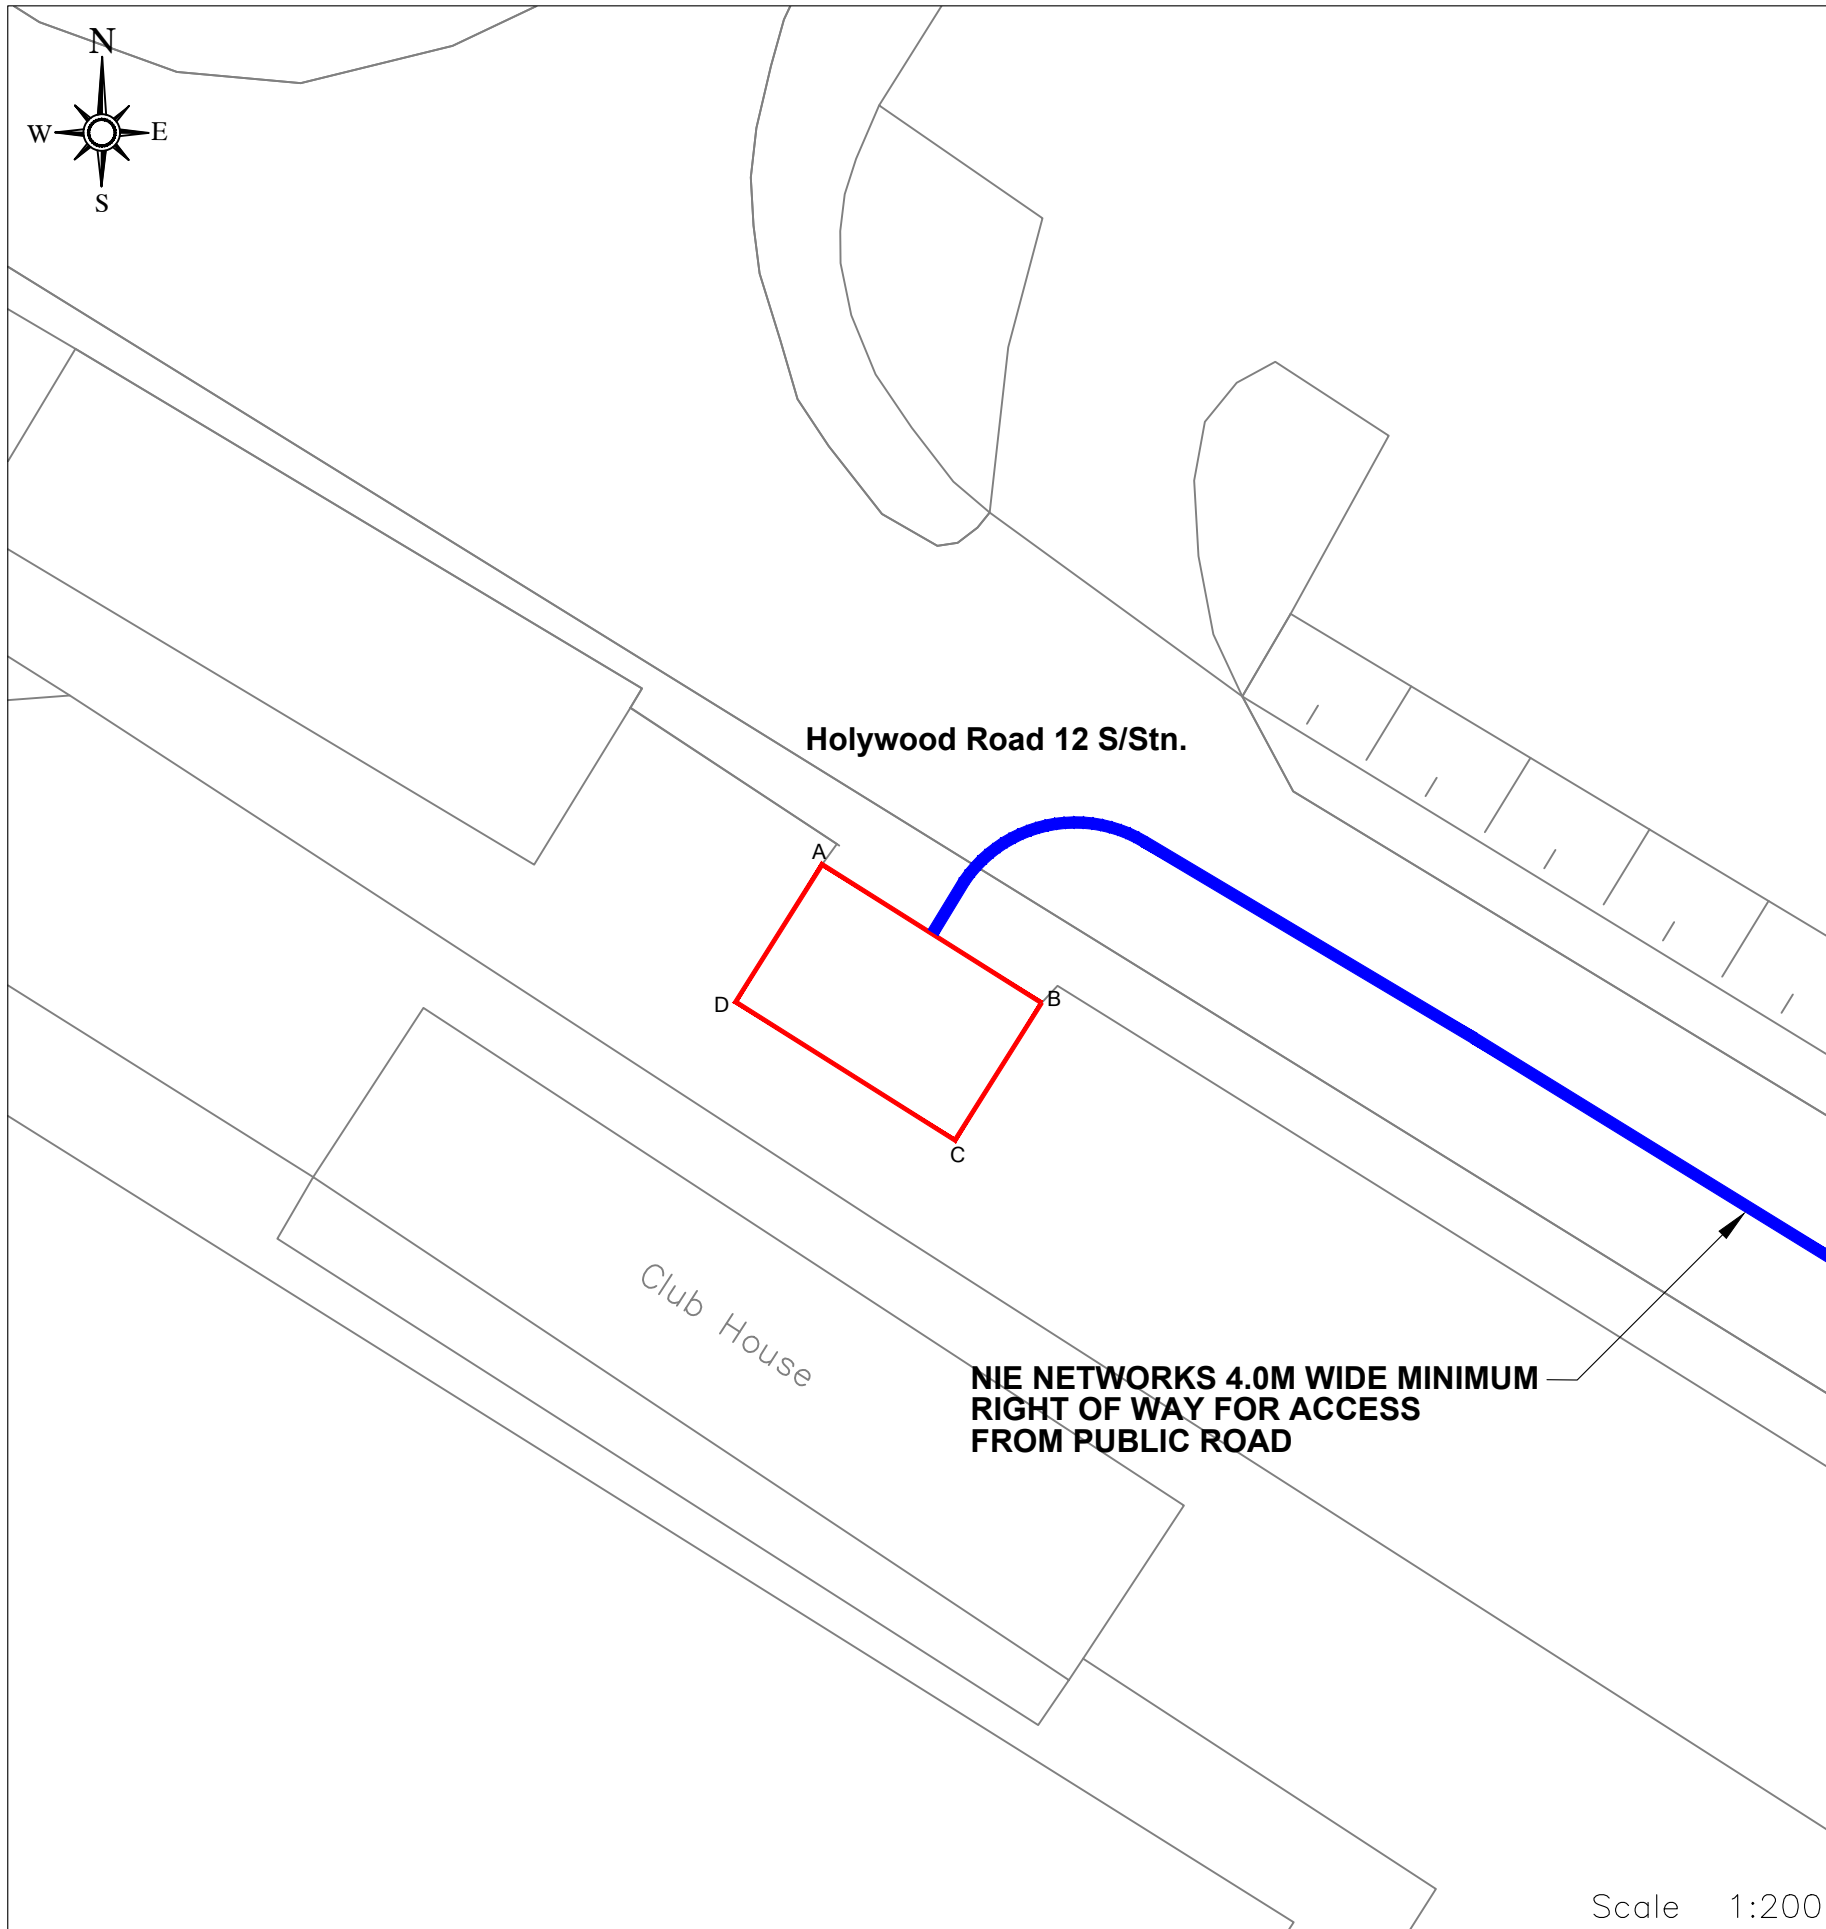 N
W E
S
Holywood Road 12 S/Stn.
A
B
D
C
Club House
NIE NETWORKS 4.0M WIDE MINIMUM
RIGHT OF WAY FOR ACCESS
FROM PUBLIC ROAD
Scale 1:200